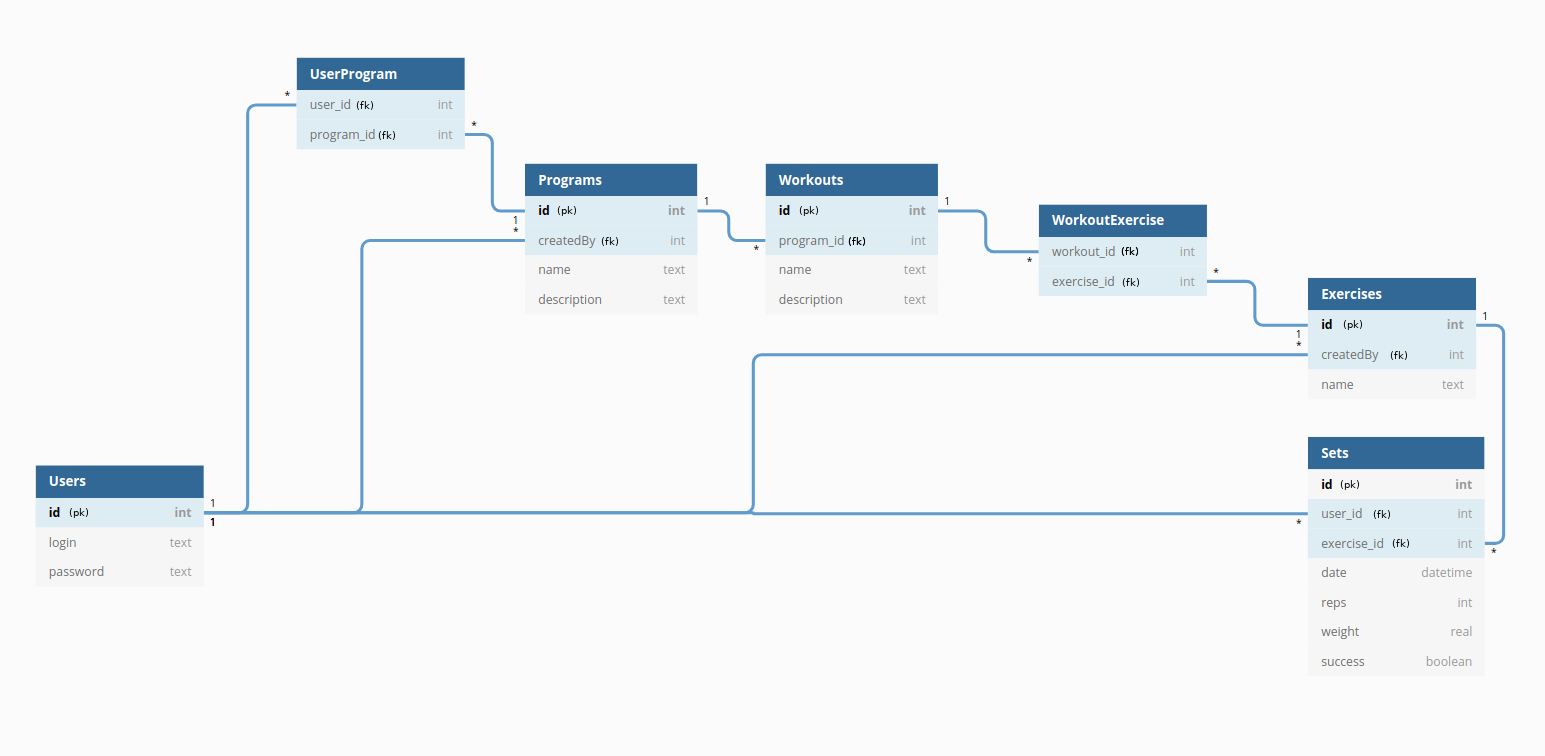 UserProgram
* user_id (fk) int
program_id (fk) int *
Programs
1 id (pk) int 1
* createdBy (fk) int
name text
description text
Workouts
id (pk) int 1
* program_id (fk) int
name text
description text
WorkoutExercise
* workout_id (fk) int
exercise_id (fk) int *
Exercises
1 id (pk) int 1
* createdBy (fk) int
name text
Users
id (pk) int 1
1
login text
password text
Sets
id (pk) int
* user_id (fk) int
exercise_id (fk) int *
date datetime
reps int
weight real
success boolean